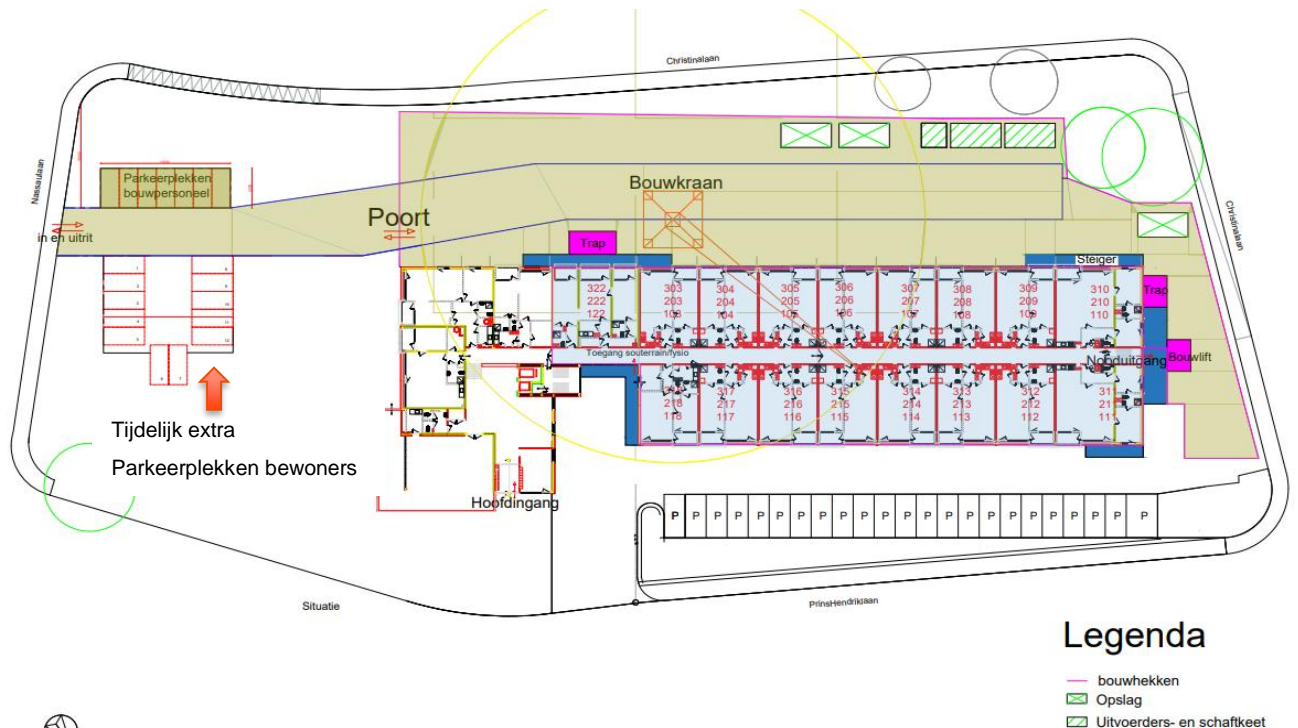 Christinalaan
Nassaulaan
Parkeerplekken
bouwpersoneel
Bouwkraan
Poort
in en uitrit
Trap
Steiger
Christinalaan
322
222
122
303
203
103
304
204
104
305
205
105
306
206
106
307
207
107
308
208
108
309
209
109
310
210
110
Trap
Toegang souterrain/fysio
Nooduitgang
Bouwlift
218
118
317
217
117
316
216
116
315
215
115
314
214
114
313
213
113
312
212
112
111
Tijdelijk extra
Parkeerplekken bewoners
Hoofdingang
P P P P P P P P P P P P P P P P P P P P P P
Situatie
PrinsHendriklaan
Legenda
bouwhekken
Opslag
Uitvoerders- en schaftkeet